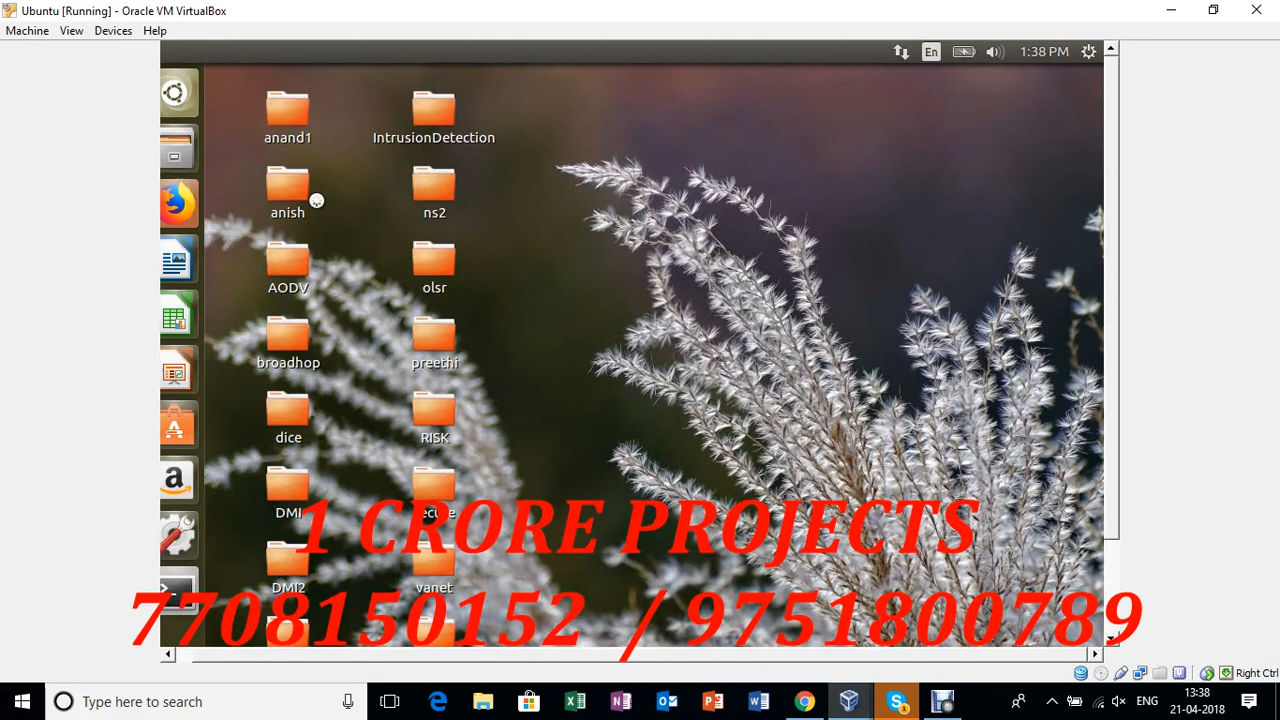 Ubuntu [Running] - Oracle VM VirtualBox
Machine View Devices Help
En 1:38 PM
anand1 IntrusionDetection
anish ns2
AODV olsr
broadhop preethi
dice RISK
DMI
1 CRORE PROJECTS
DMI2 vanet
7708150152 / 9751800789
Right Ctrl
Type here to search
ENG
13:38
21-04-2018